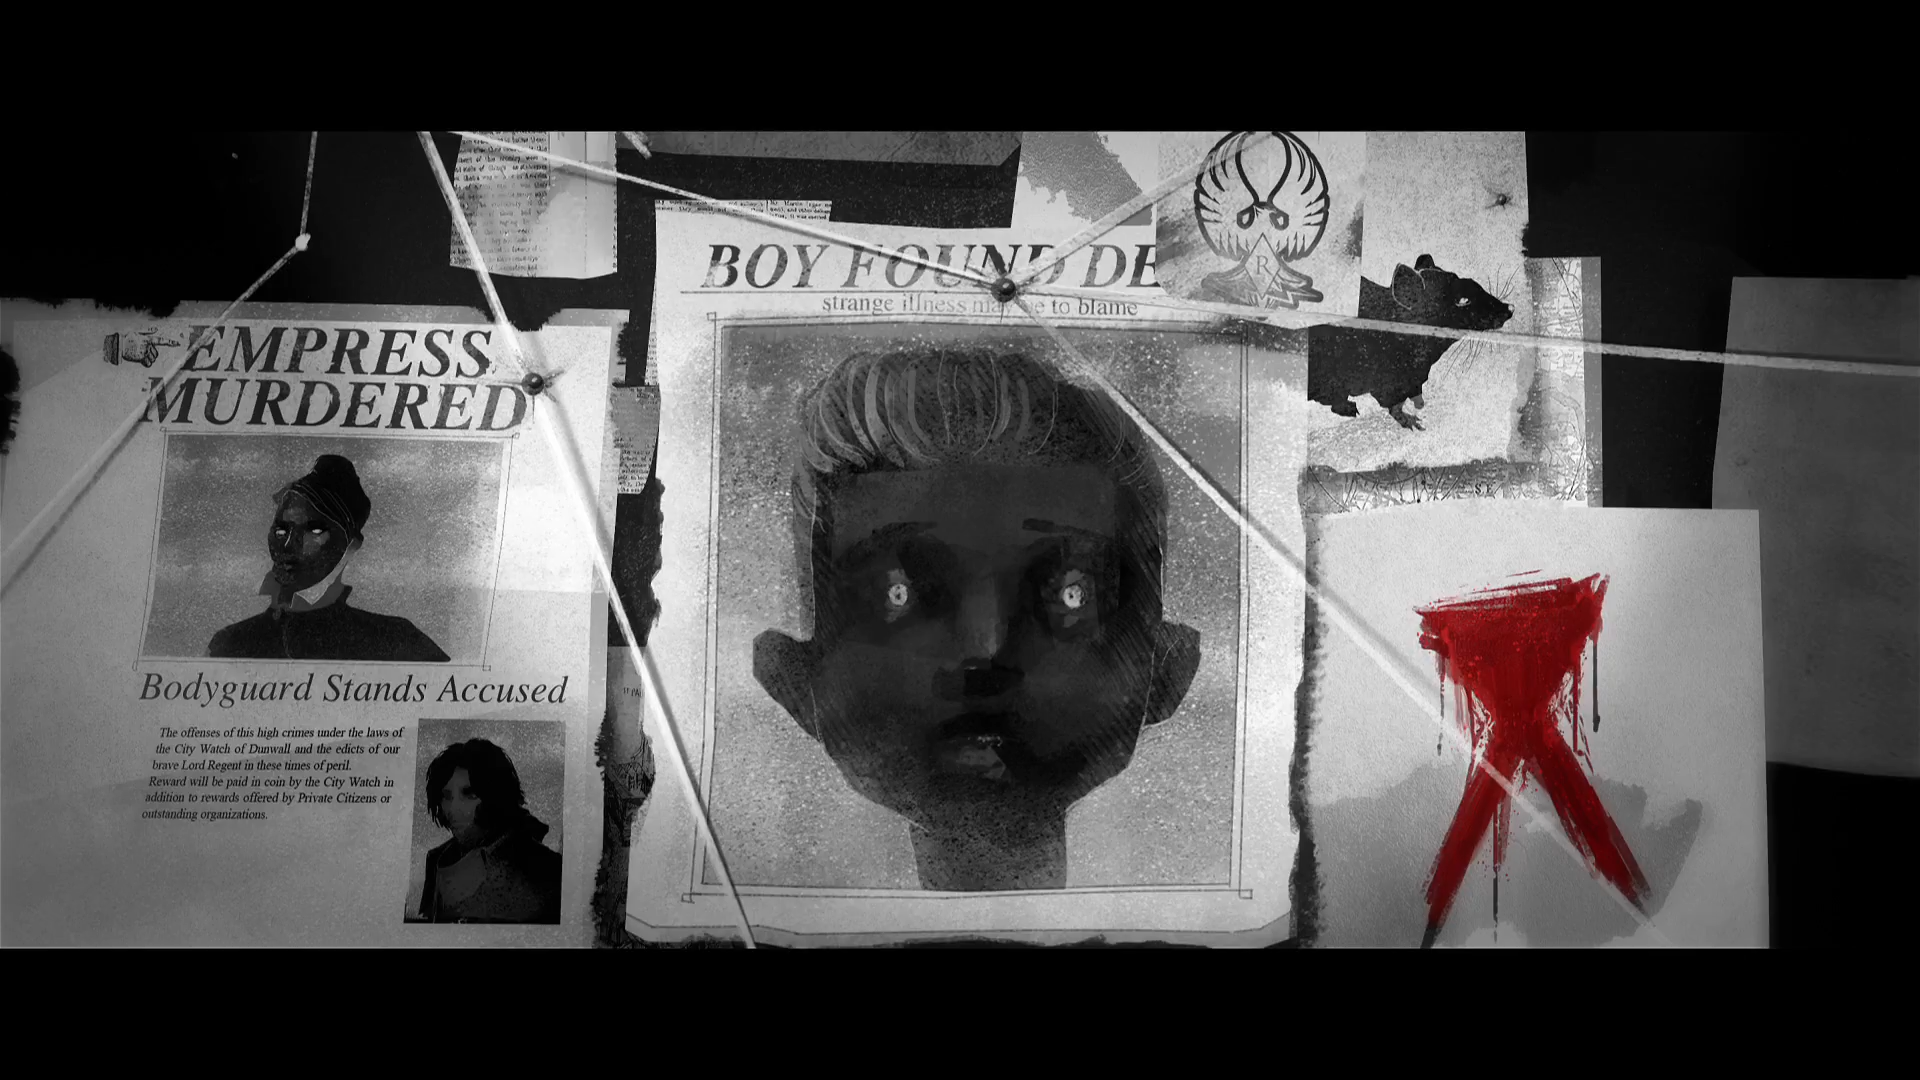 EMPRESS
MURDERED
Bodyguard Stands Accused
The offenses of this high crimes under the laws of
the City Watch of Dunwall and the edicts of our
brave Lord Regent in these times of peril.
Reward will be paid in coin by the City Watch in
addition to rewards offered by Private Citizens or
outstanding organizations.
BOY FOUND DE
strange illness may be to blame
R